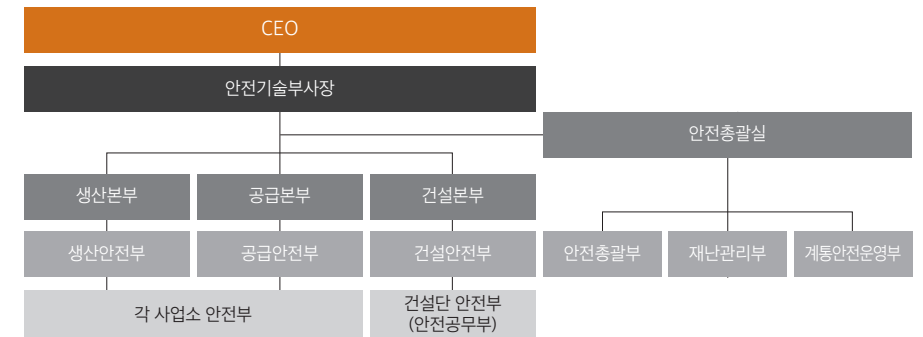 CEO
안전기술부사장
안전총괄실
생산본부
공급본부
건설본부
생산안전부
공급안전부
건설안전부
안전총괄부
재난관리부
계통안전운영부
각 사업소 안전부
건설단 안전부
(안전공무부)